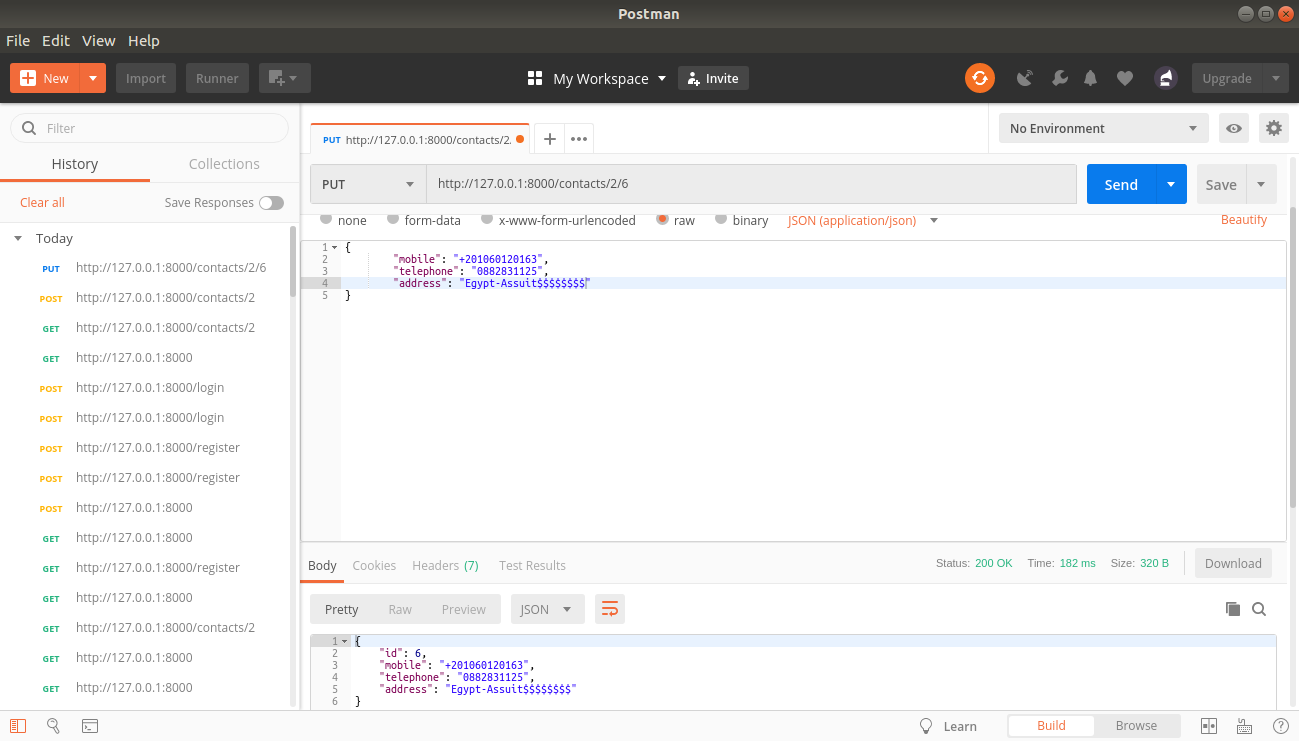 Postman
File Edit View Help
New Import Runner My Workspace Invite Upgrade
Filter
History Collections
Clear all Save Responses
Today
PUT http://127.0.0.1:8000/contacts/2/6
POST http://127.0.0.1:8000/contacts/2
GET http://127.0.0.1:8000/contacts/2
GET http://127.0.0.1:8000
POST http://127.0.0.1:8000/login
POST http://127.0.0.1:8000/login
POST http://127.0.0.1:8000/register
POST http://127.0.0.1:8000/register
POST http://127.0.0.1:8000
GET http://127.0.0.1:8000
GET http://127.0.0.1:8000/register
GET http://127.0.0.1:8000
GET http://127.0.0.1:8000/contacts/2
GET http://127.0.0.1:8000
GET http://127.0.0.1:8000
PUT http://127.0.0.1:8000/contacts/2. No Environment
PUT http://127.0.0.1:8000/contacts/2/6 Send Save
none form-data x-www-form-urlencoded raw binary JSON (application/json) Beautify
1 {
2 "mobile": "+201060120163",
3 "telephone": "0882831125",
4 "address": "Egypt-Assuit$$$$$$$$"
5 }
Body Cookies Headers (7) Test Results Status: 200 OK Time: 182 ms Size: 320 B Download
Pretty Raw Preview JSON
1 {
2 "id": 6,
3 "mobile": "+201060120163",
4 "telephone": "0882831125",
5 "address": "Egypt-Assuit$$$$$$$$"
6 }
Learn Build Browse